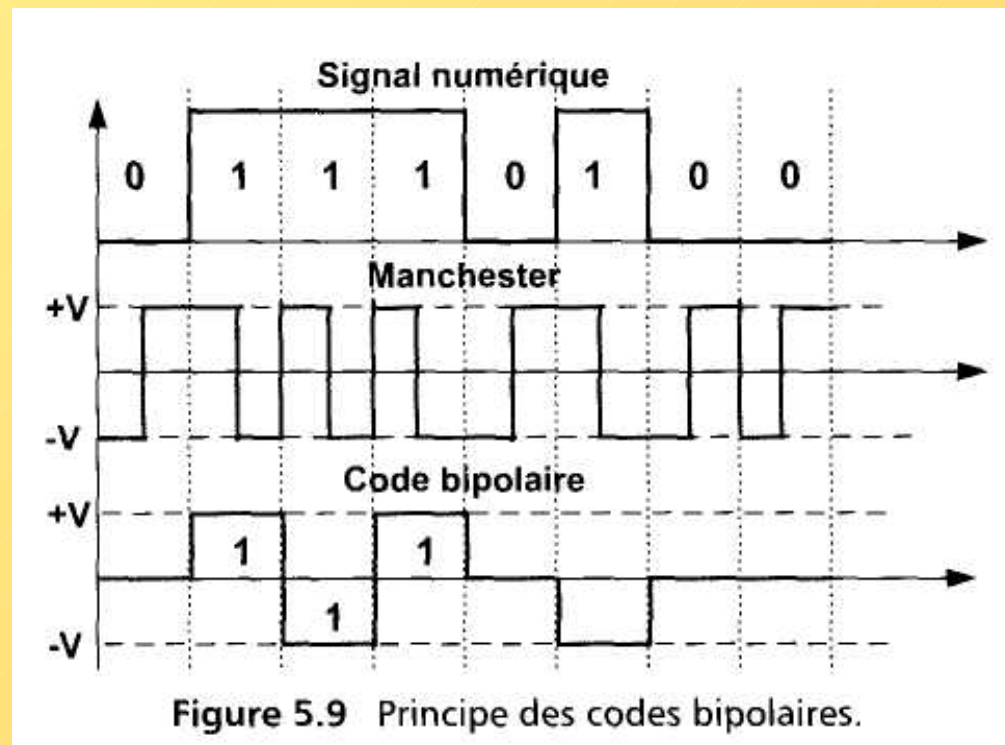 Signal numérique
0 1 1 1 0 1 0 0
Manchester
+V
-V
Code bipolaire
+V
1 1
1
-V
Figure 5.9 Principe des codes bipolaires.